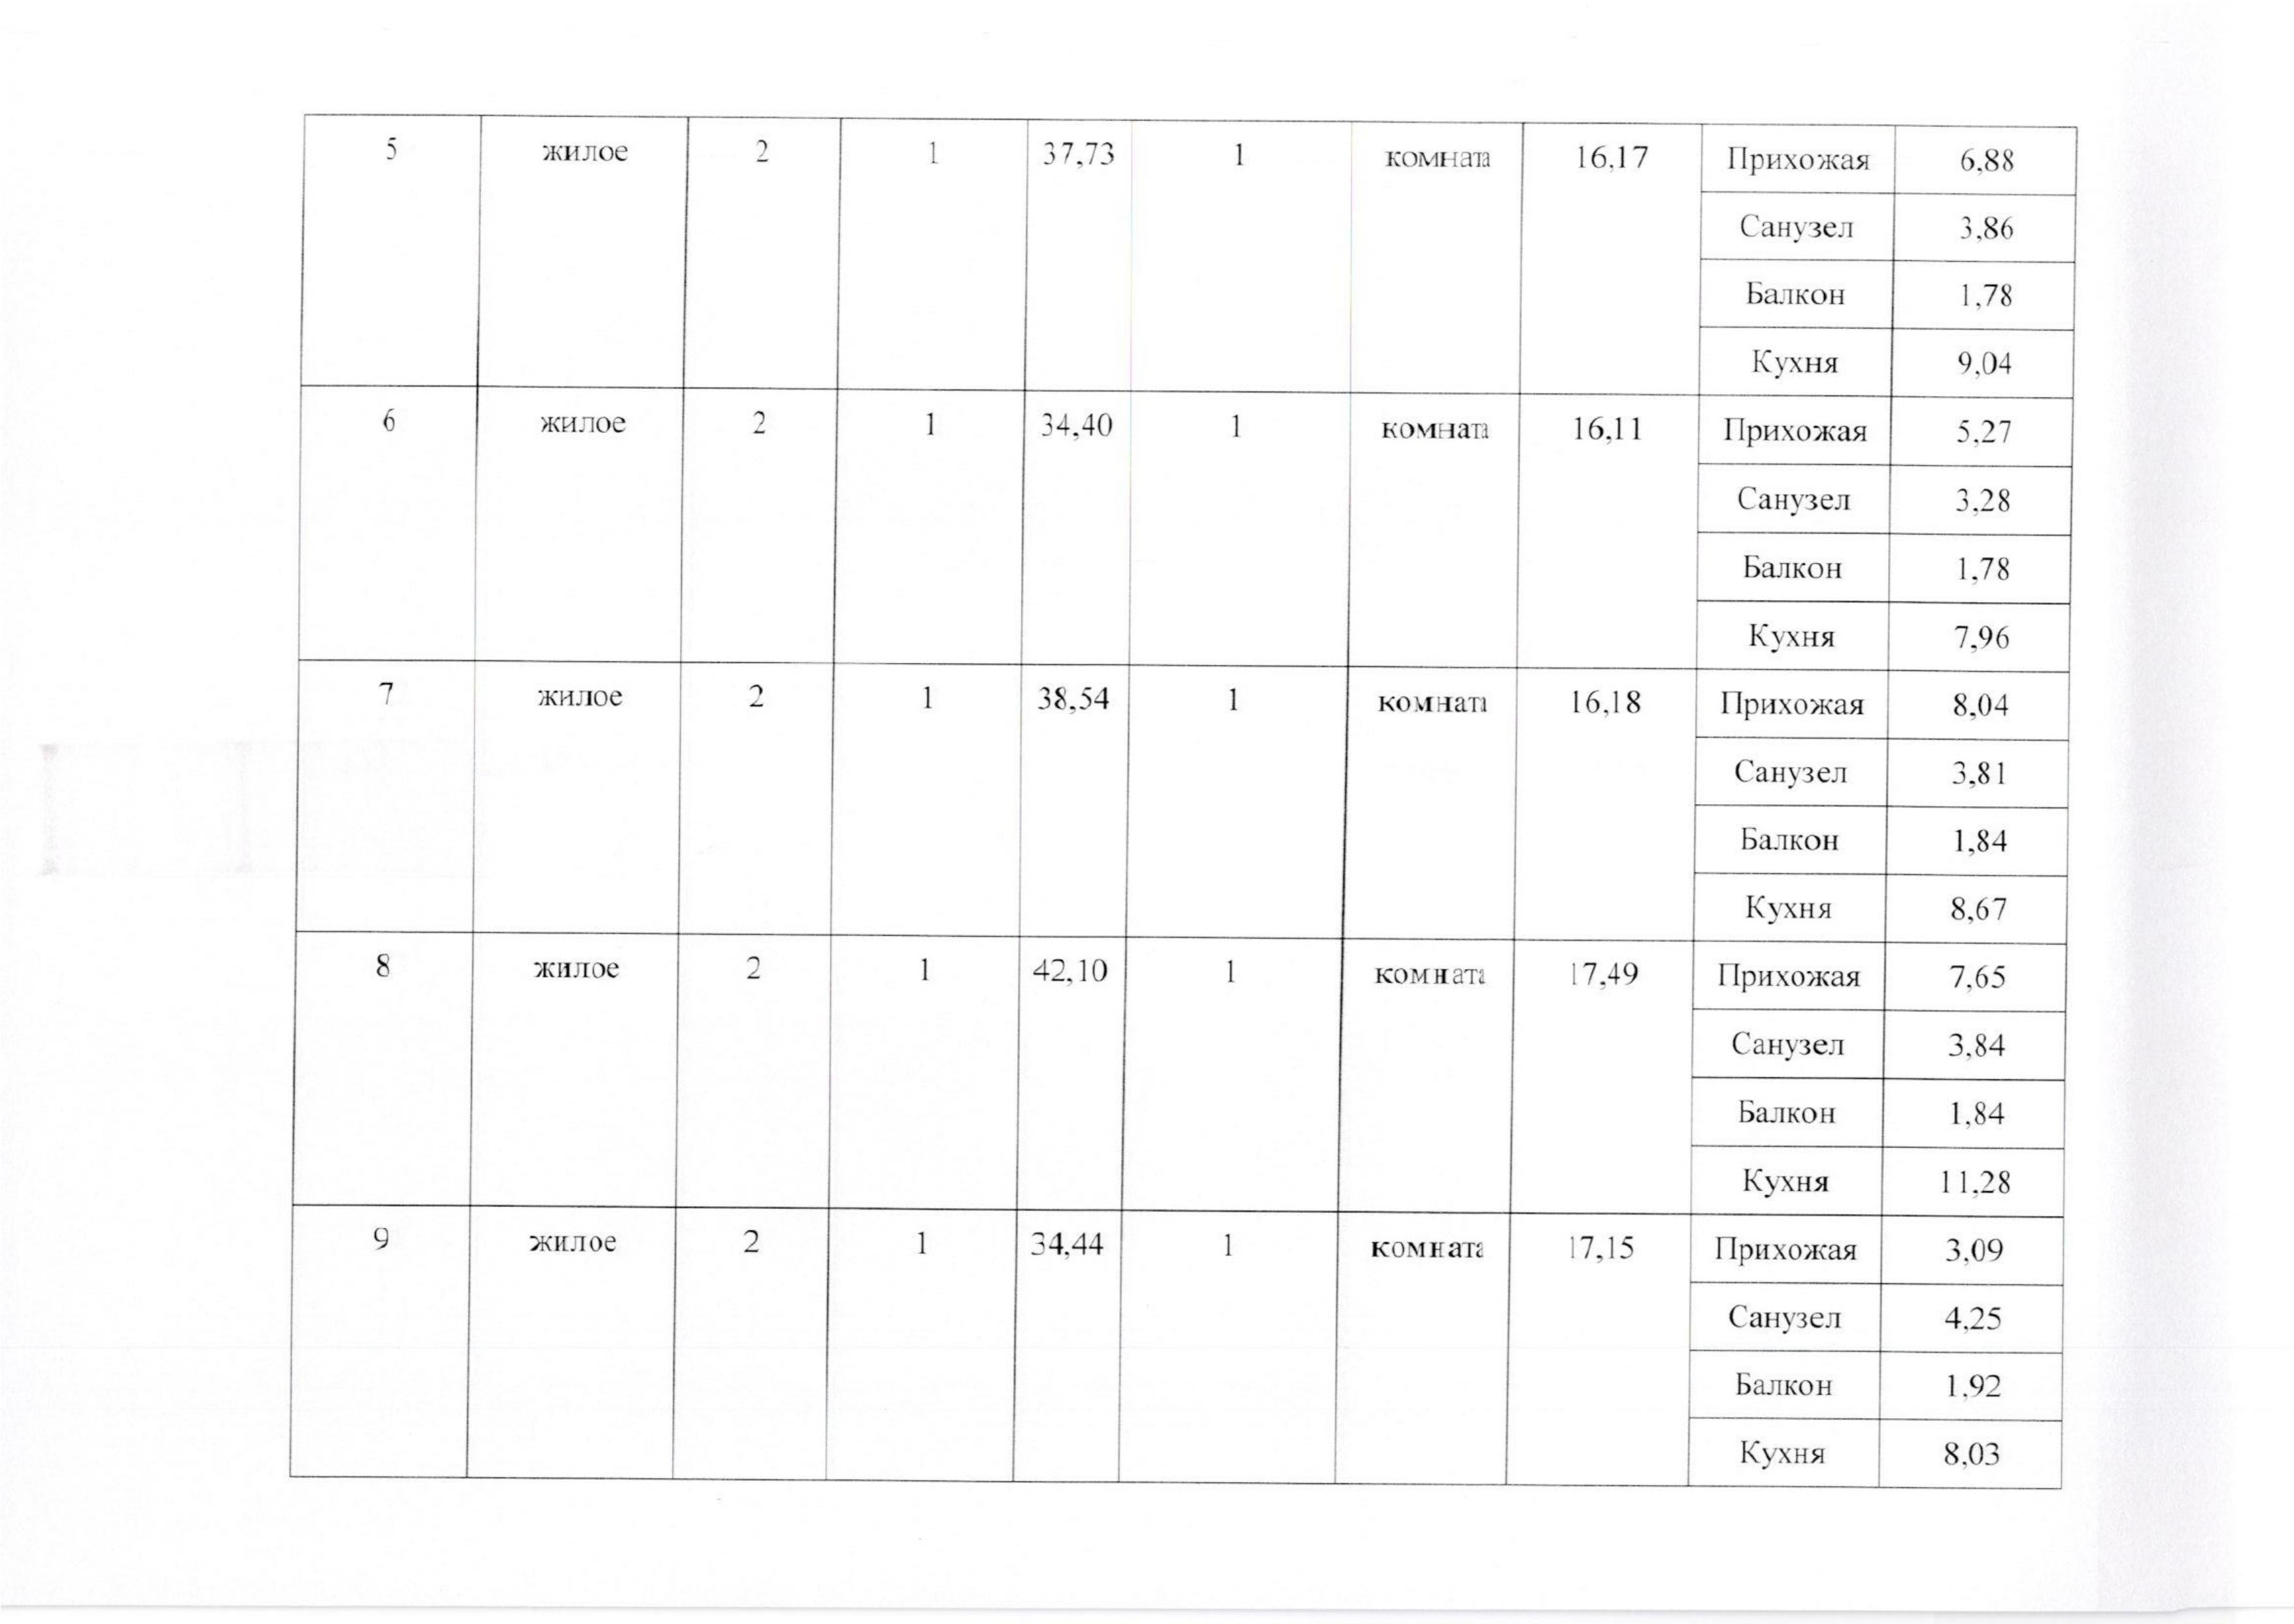 5 жилое 2 1 37,73 1 комната 16,17 Прихожая 6,88
Санузел 3,86
Балкон 1,78
Кухня 9,04
6 жилое 2 1 34,40 1 комната 16,11 Прихожая 5,27
Санузел 3,28
Балкон 1,78
Кухня 7,96
7 жилое 2 1 38,54 1 комната 16,18 Прихожая 8,04
Санузел 3,81
Балкон 1,84
Кухня 8,67
8 жилое 2 1 42,10 1 комната 17,49 Прихожая 7,65
Санузел 3,84
Балкон 1,84
Кухня 11,28
9 жилое 2 1 34,44 1 комната 17,15 Прихожая 3,09
Санузел 4,25
Балкон 1,92
Кухня 8,03